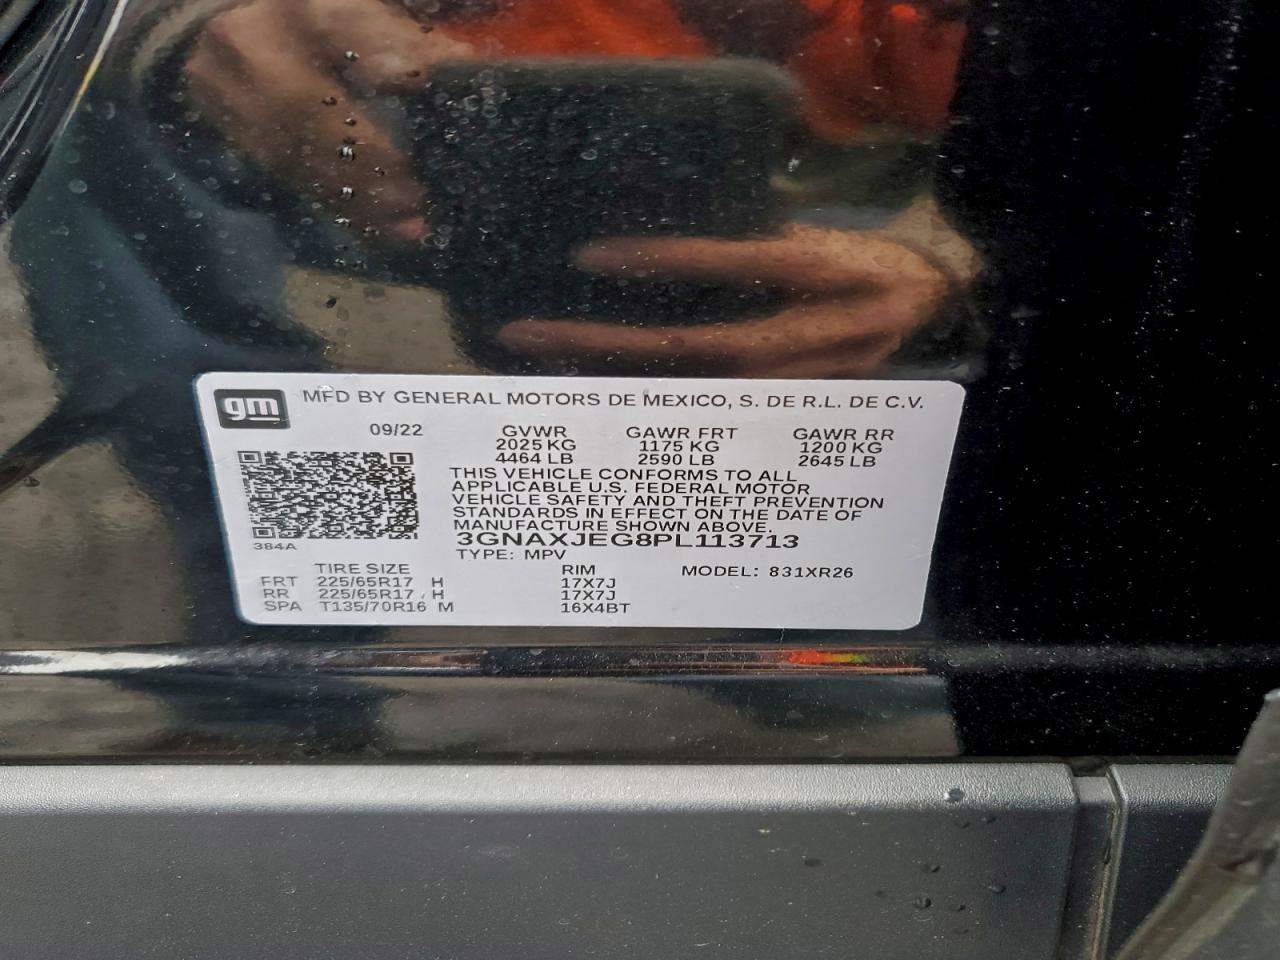 gm MFD BY GENERAL MOTORS DE MEXICO, S. DE R.L. DE C.V.
09/22 GVWR GAWR FRT GAWR RR
2025 KG 1175 KG 1200 KG
4464 LB 2590 LB 2645 LB
THIS VEHICLE CONFORMS TO ALL
APPLICABLE U.S. FEDERAL MOTOR
VEHICLE SAFETY AND THEFT PREVENTION
STANDARDS IN EFFECT ON THE DATE OF
MANUFACTURE SHOWN ABOVE.
384A
3GNAXJEG8PL113713
TYPE: MPV
TIRE SIZE RIM MODEL: 831XR26
FRT 225/65R17 H 17X7J
RR 225/65R17 H 17X7J
SPA T135/70R16 M 16X4BT